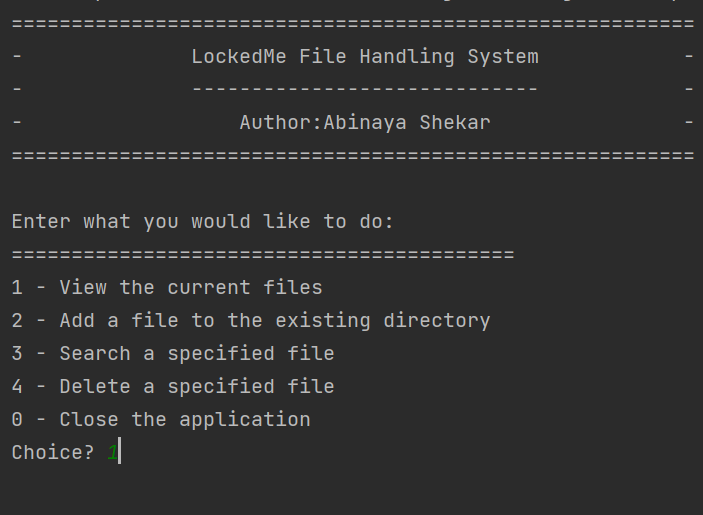 =========================================================
- LockedMe File Handling System -
- ----------------------------- -
- Author:Abinaya Shekar -
=========================================================
Enter what you would like to do:
==========================================
1 - View the current files
2 - Add a file to the existing directory
3 - Search a specified file
4 - Delete a specified file
0 - Close the application
Choice? 1